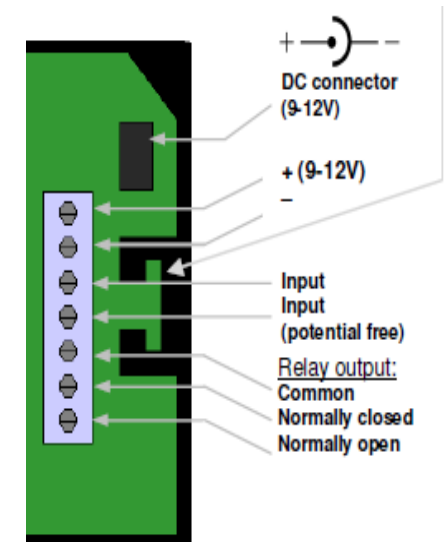 + –
DC connector
(9-12V)
+ (9-12V)
–
Input
Input
(potential free)
Relay output:
Common
Normally closed
Normally open